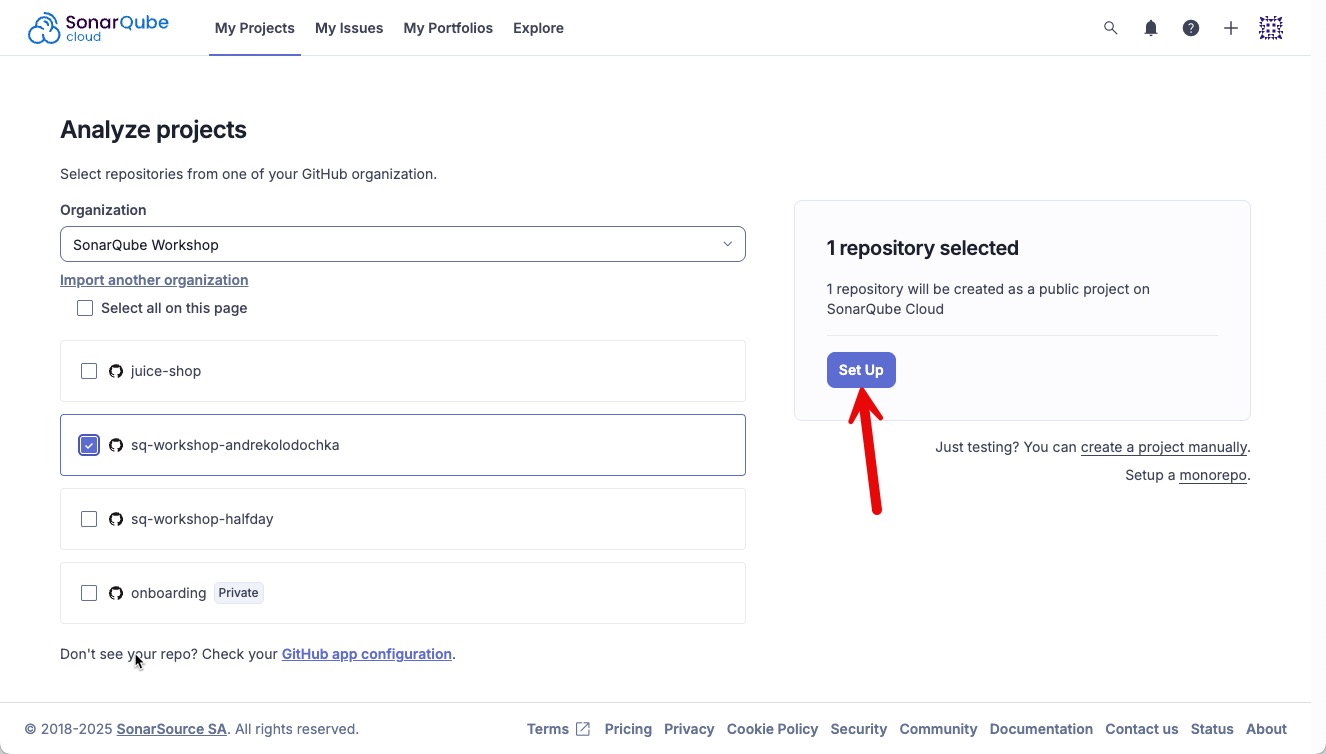 SonarQube
cloud
My Projects
My Issues
My Portfolios
Explore
Analyze projects
Select repositories from one of your GitHub organization.
Organization
SonarQube Workshop
Import another organization
Select all on this page
juice-shop
sq-workshop-andrekolodochka
sq-workshop-halfday
onboarding Private
Don't see your repo? Check your GitHub app configuration.
1 repository selected
1 repository will be created as a public project on
SonarQube Cloud
Set Up
Just testing? You can create a project manually.
Setup a monorepo.
© 2018-2025 SonarSource SA. All rights reserved.
Terms
Pricing
Privacy
Cookie Policy
Security
Community
Documentation
Contact us
Status
About